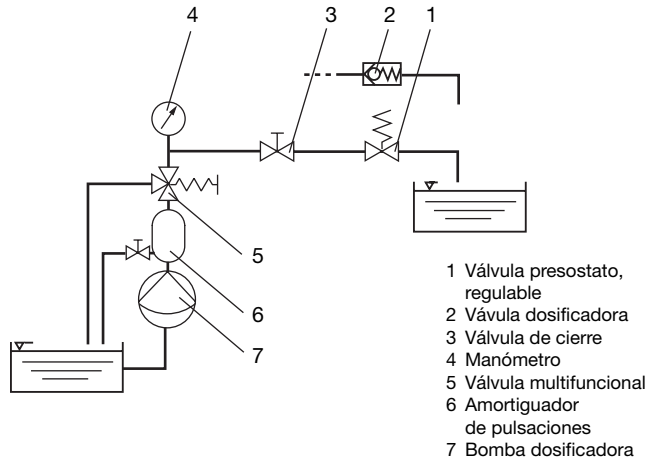 4
3
2
1
5
6
7
1 Válvula presostato,
regulable
2 Vávula dosificadora
3 Válvula de cierre
4 Manómetro
5 Válvula multifuncional
6 Amortiguador
de pulsaciones
7 Bomba dosificadora